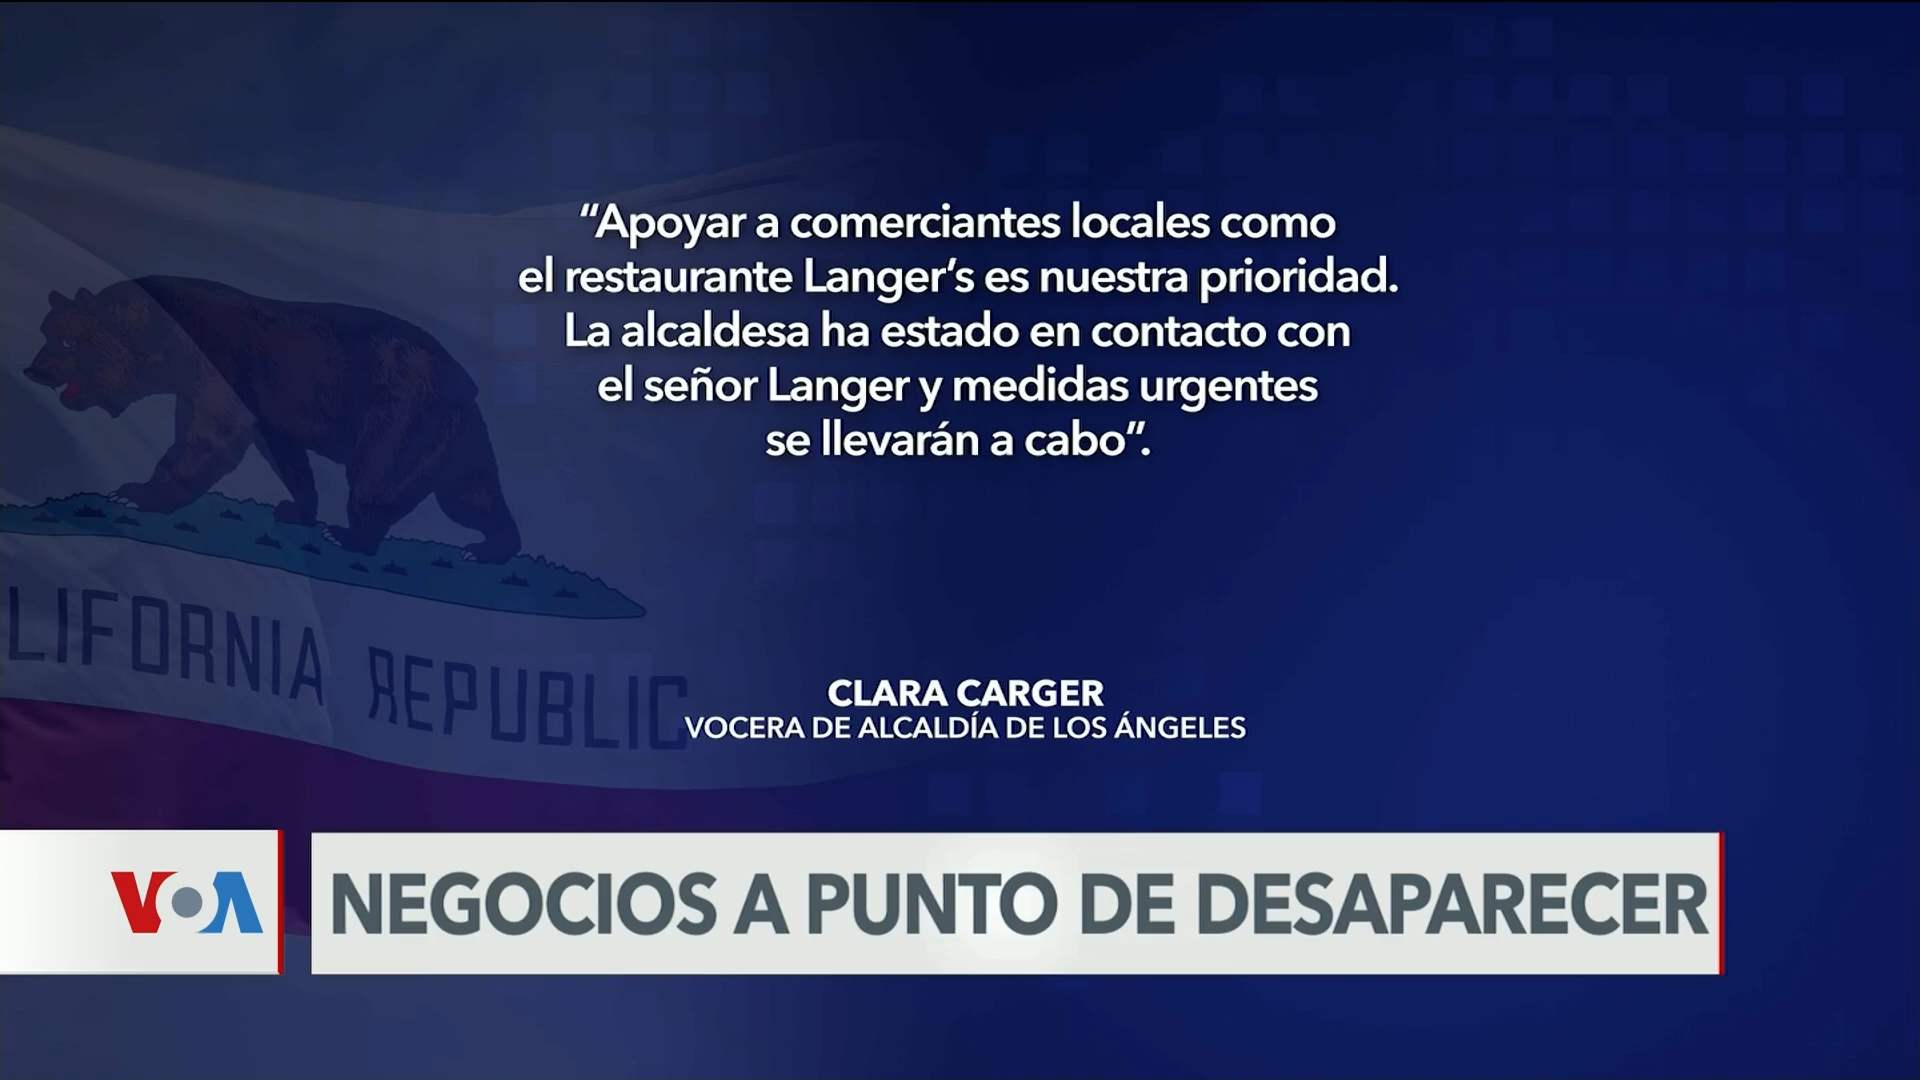 “Apoyar a comerciantes locales como
el restaurante Langer’s es nuestra prioridad.
La alcaldesa ha estado en contacto con
el señor Langer y medidas urgentes
se llevarán a cabo”.
LIFORNIA REPUBLIC
CLARA CARGER
VOCERA DE ALCALDÍA DE LOS ÁNGELES
VOA
NEGOCIOS A PUNTO DE DESAPARECER